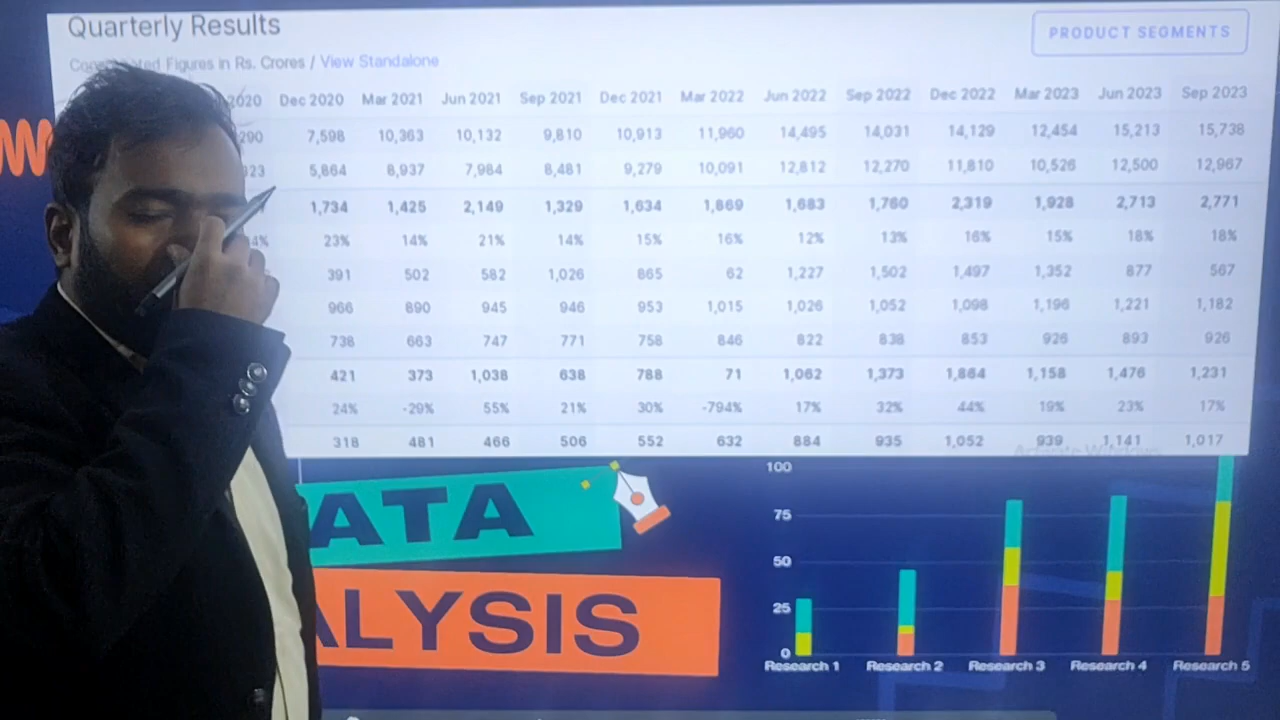 Quarterly Results
PRODUCT SEGMENTS
Figures in Rs. Crores / View Standalone
2020 Dec 2020 Mar 2021 Jun 2021 Sep 2021 Dec 2021 Mar 2022 Jun 2022 Sep 2022 Dec 2022 Mar 2023 Jun 2023 Sep 2023
290 7,598 10,363 10,132 9,810 10,913 11,960 14,495 14,031 14,129 12,454 15,213 15,738
323 5,864 8,937 7,984 8,481 9,279 10,091 12,812 12,270 11,810 10,526 12,500 12,967
1,734 1,425 2,149 1,329 1,634 1,869 1,683 1,760 2,319 1,928 2,713 2,771
4% 23% 14% 21% 14% 15% 16% 12% 13% 16% 15% 18% 18%
391 502 582 1,026 865 62 1,227 1,502 1,497 1,352 877 567
966 890 945 946 953 1,015 1,026 1,052 1,098 1,196 1,221 1,182
738 663 747 771 758 846 822 838 853 926 893 926
421 373 1,038 638 788 71 1,062 1,373 1,864 1,158 1,476 1,231
24% -29% 55% 21% 30% -794% 17% 32% 44% 19% 23% 17%
318 481 466 506 552 632 884 935 1,052 939 1,141 1,017
Activate Windows
ATA
ALYSIS
100
75
50
25
0
Research 1 Research 2 Research 3 Research 4 Research 5